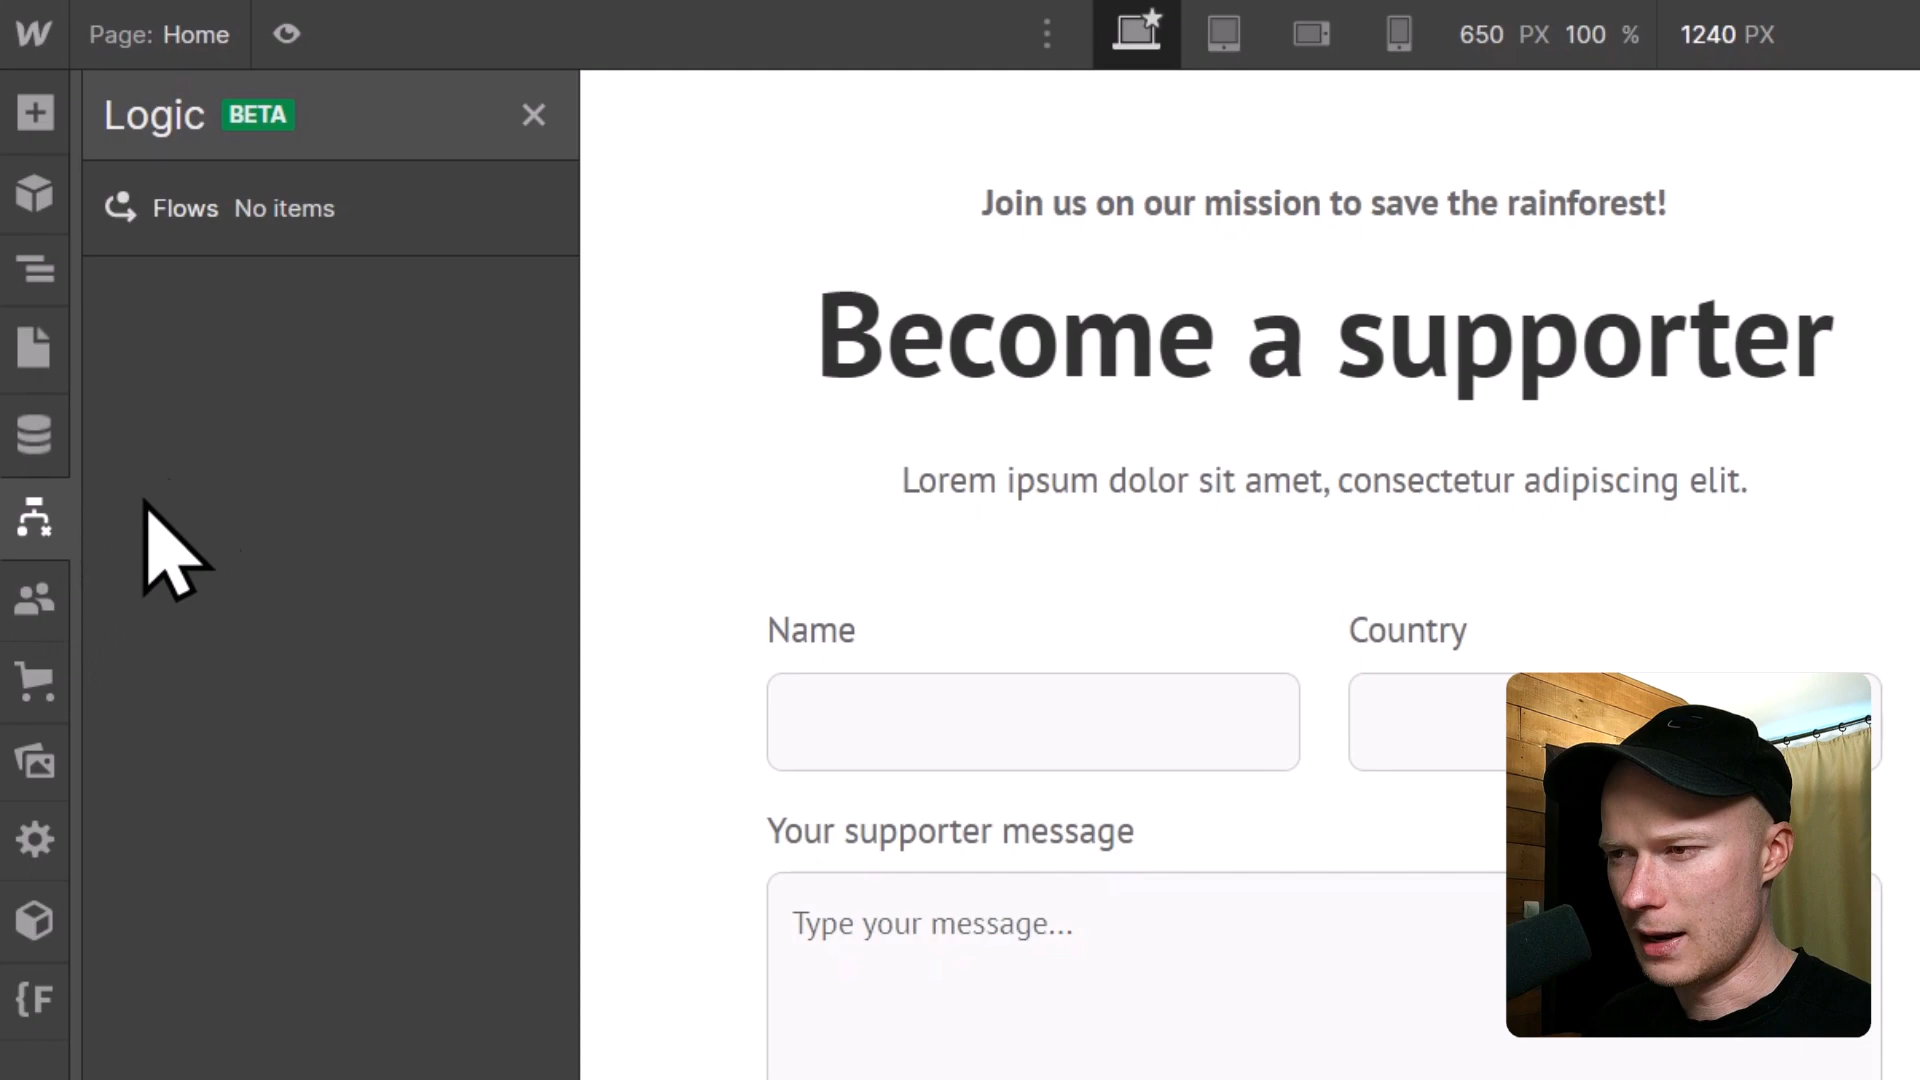 Page: Home
650 PX 100 %
1240 PX
Logic BETA
Flows No items
Join us on our mission to save the rainforest!
Become a supporter
Lorem ipsum dolor sit amet, consectetur adipiscing elit.
Name
Country
Your supporter message
Type your message...
{F